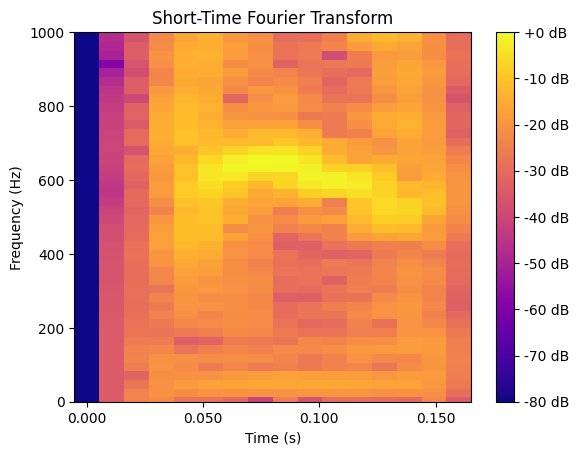 Short-Time Fourier Transform
1000
800
600
400
200
0
Frequency (Hz)
0.000
0.050
0.100
0.150
Time (s)
+0 dB
-10 dB
-20 dB
-30 dB
-40 dB
-50 dB
-60 dB
-70 dB
-80 dB